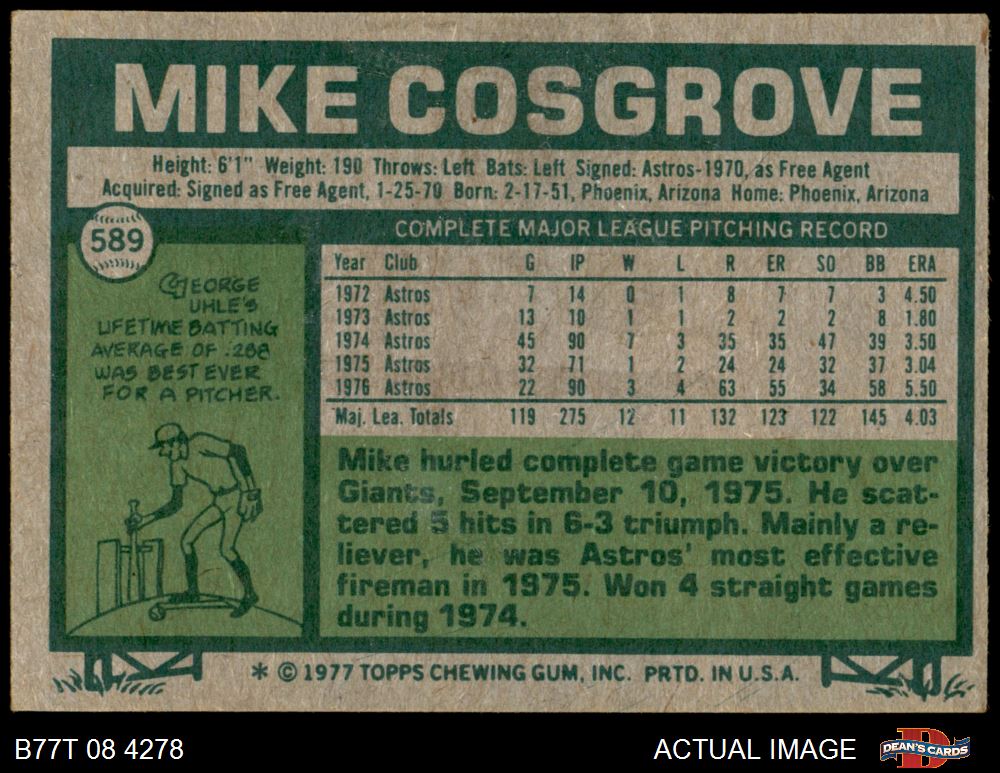 MIKE COSGROVE
Height: 6'1" Weight: 190 Throws: Left Bats: Left Signed: Astros-1970, as Free Agent
Acquired: Signed as Free Agent, 1-25-70 Born: 2-17-51, Phoenix, Arizona Home: Phoenix, Arizona
589
COMPLETE MAJOR LEAGUE PITCHING RECORD
Year Club G IP W L R ER SO BB ERA
1972 Astros 7 14 0 1 8 7 7 3 4.50
1973 Astros 13 10 1 1 2 2 2 8 1.80
1974 Astros 45 90 7 3 35 35 47 39 3.50
1975 Astros 32 71 1 2 24 24 32 37 3.04
1976 Astros 22 90 3 4 63 55 34 58 5.50
Maj. Lea. Totals 119 275 12 11 132 123 122 145 4.03
GEORGE
UHLE'S
LIFETIME BATTING
AVERAGE OF .288
WAS BEST EVER
FOR A PITCHER.
Mike hurled complete game victory over
Giants, September 10, 1975. He scat-
tered 5 hits in 6-3 triumph. Mainly a re-
liever, he was Astros' most effective
fireman in 1975. Won 4 straight games
during 1974.
* © 1977 TOPPS CHEWING GUM, INC. PRTD. IN U.S.A.
B77T 08 4278
ACTUAL IMAGE
DEAN'S CARDS